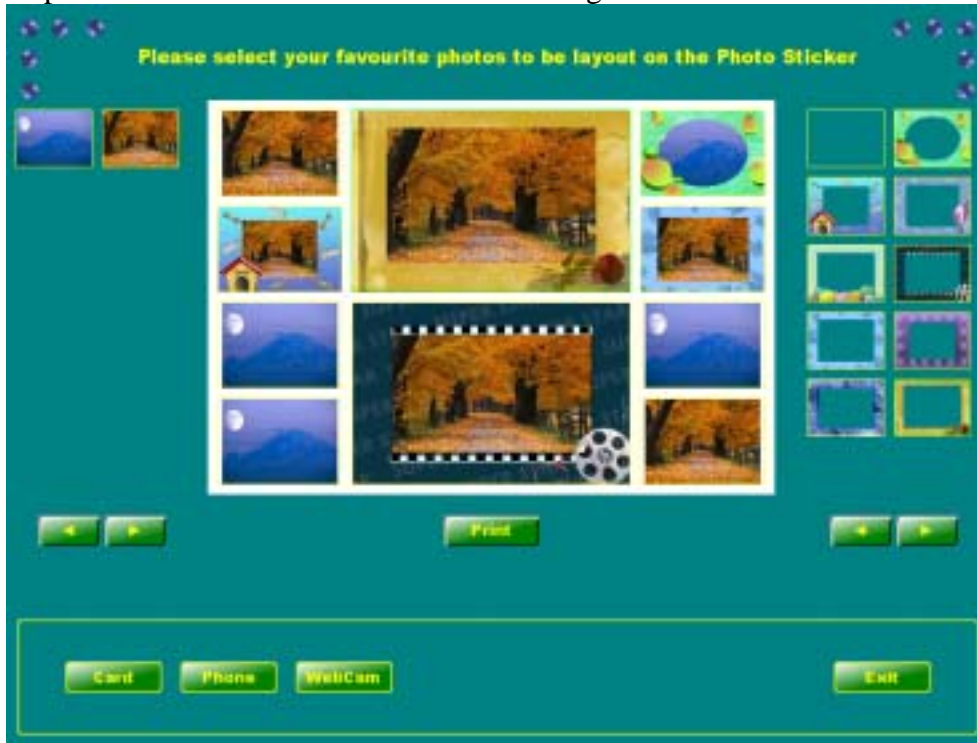 Please select your favourite photos to be layout on the Photo Sticker
Print
Card
Phone
WebCam
Exit